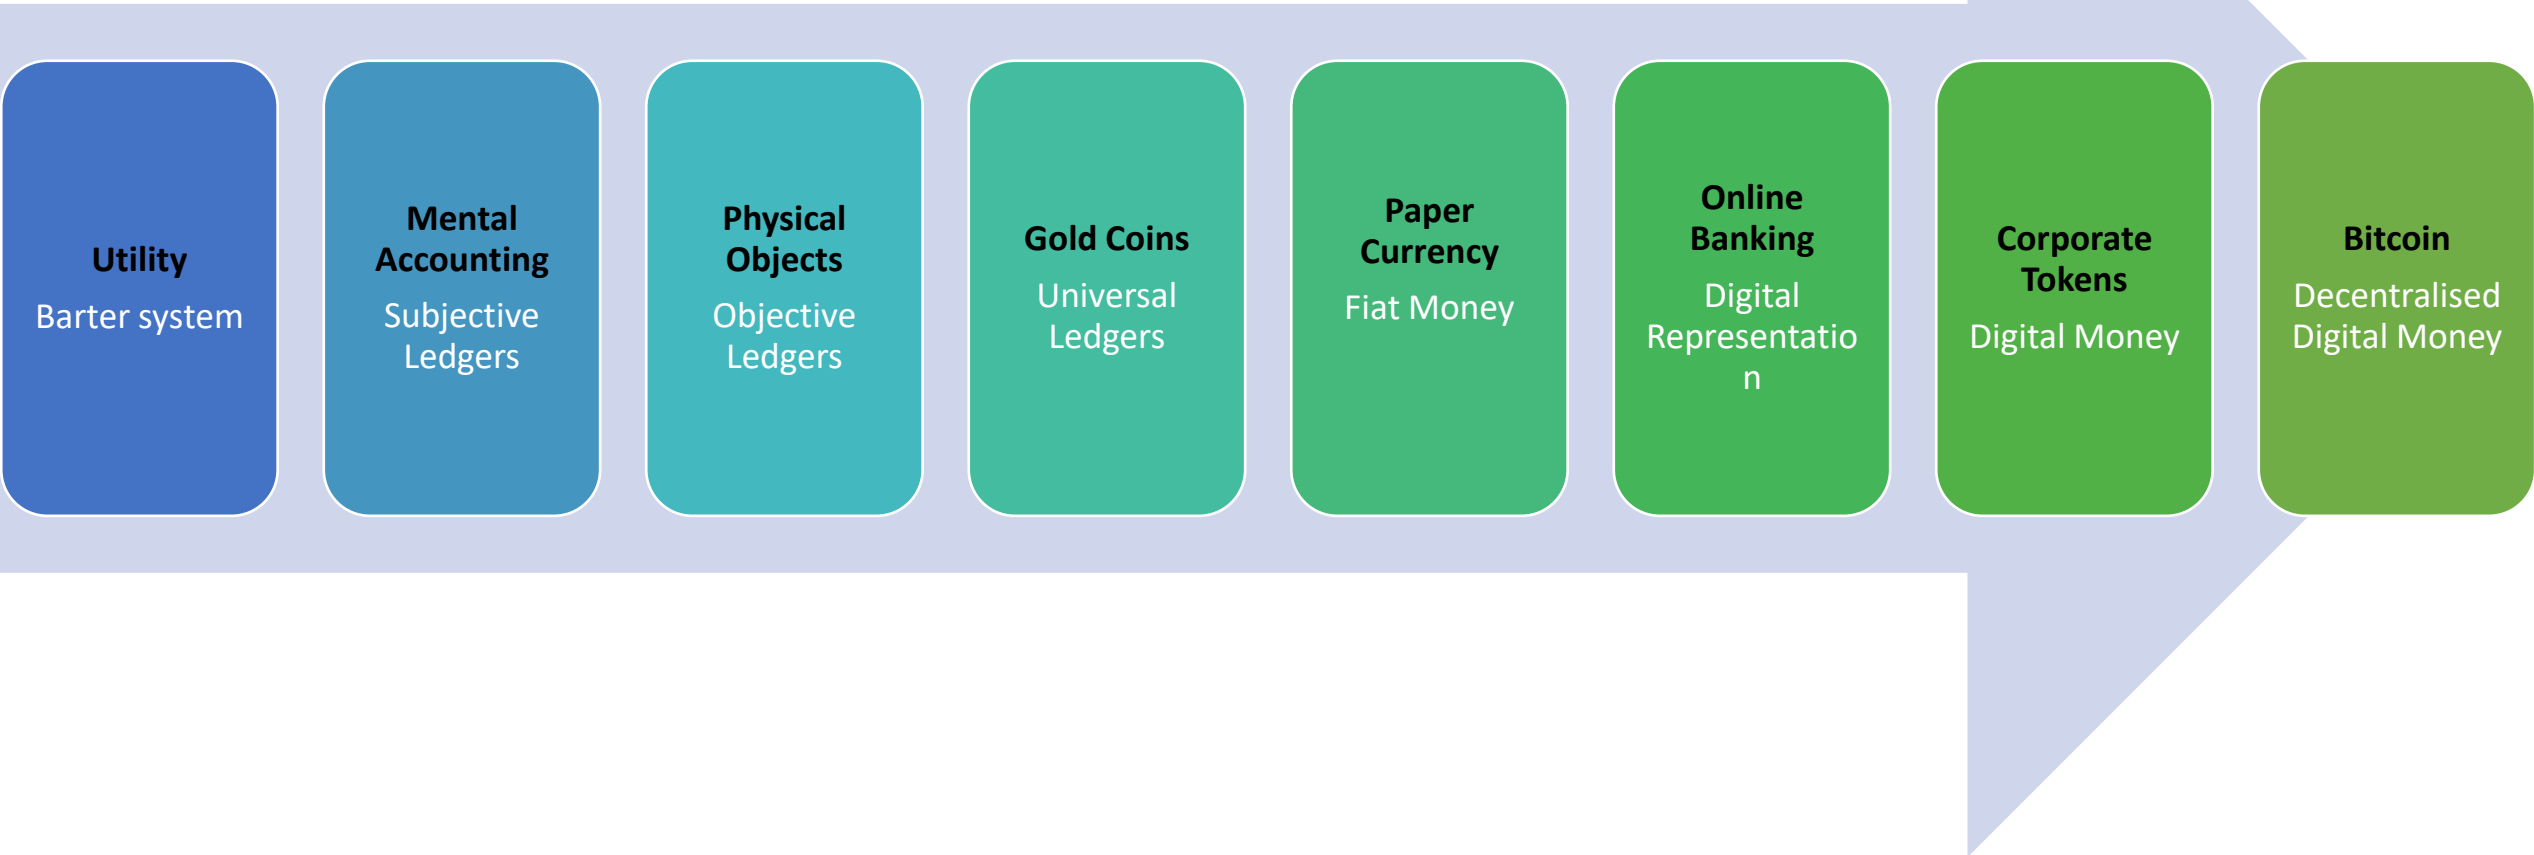 Utility
Barter system
Mental
Accounting
Subjective
Ledgers
Physical
Objects
Objective
Ledgers
Gold Coins
Universal
Ledgers
Paper
Currency
Fiat Money
Online
Banking
Digital
Representatio
n
Corporate
Tokens
Digital Money
Bitcoin
Decentralised
Digital Money